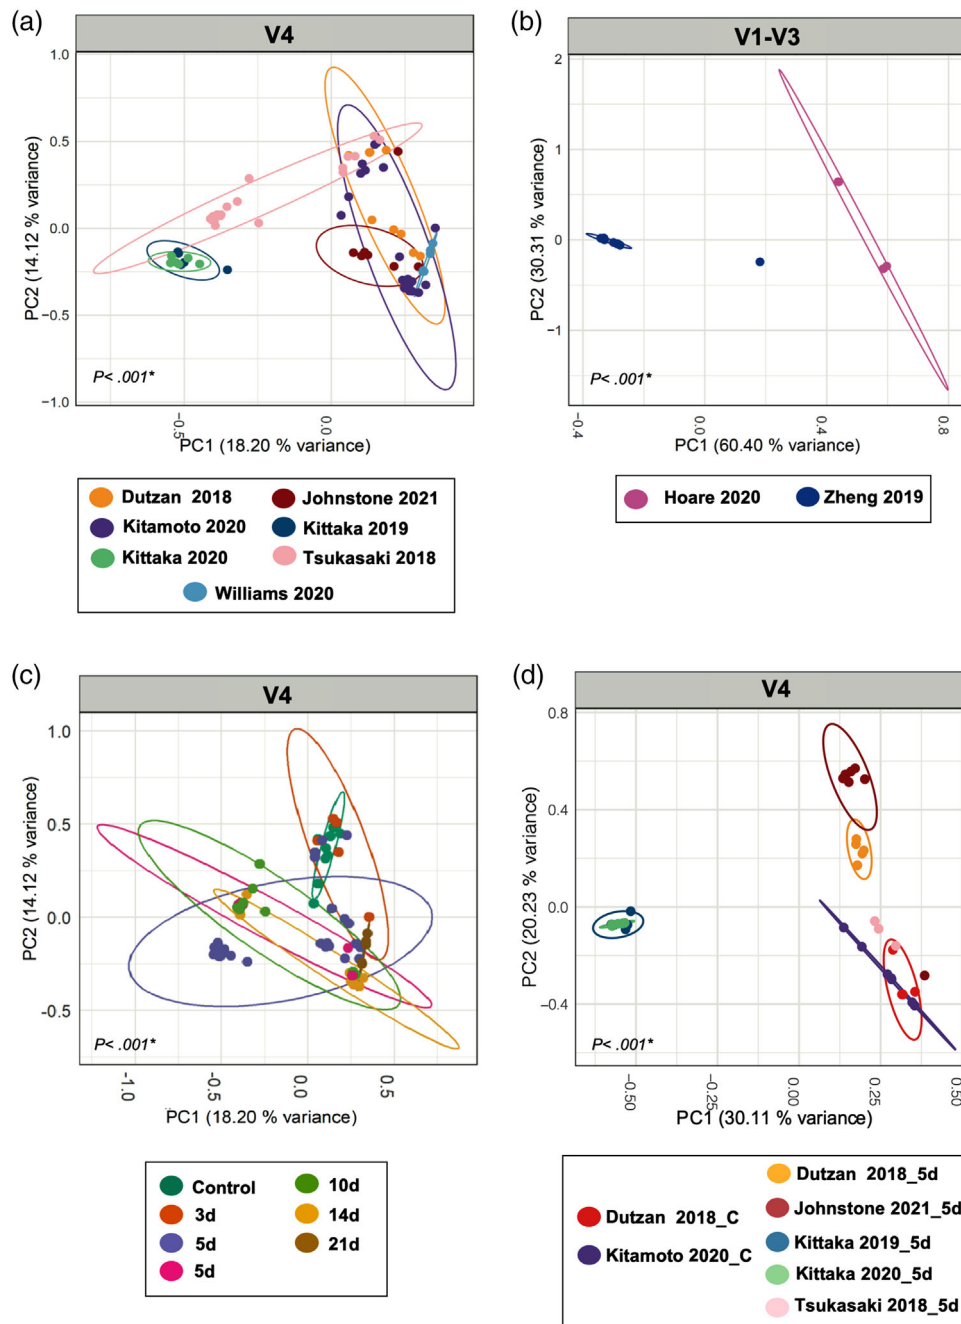 (a)
V4
1.0
0.5
0.0
−0.5
−1.0
PC2 (14.12 % variance)
P< .001*
−0.5
0.0
PC1 (18.20 % variance)
Dutzan 2018
Johnstone 2021
Kitamoto 2020
Kittaka 2019
Kittaka 2020
Tsukasaki 2018
Williams 2020
(b)
V1-V3
2
1
0
−1
PC2 (30.31 % variance)
P< .001*
−0.4
0.0
0.4
0.8
PC1 (60.40 % variance)
Hoare 2020
Zheng 2019
(c)
V4
1.0
0.5
0.0
-0.5
PC2 (14.12 % variance)
P< .001*
-1.0
-0.5
0.0
0.5
PC1 (18.20 % variance)
Control
10d
3d
14d
5d
21d
5d
(d)
V4
0.8
0.4
0.0
−0.4
PC2 (20.23 % variance)
P< .001*
−0.50
−0.25
0.00
0.25
0.50
PC1 (30.11 % variance)
Dutzan 2018_C
Kitamoto 2020_C
Dutzan 2018_5d
Johnstone 2021_5d
Kittaka 2019_5d
Kittaka 2020_5d
Tsukasaki 2018_5d